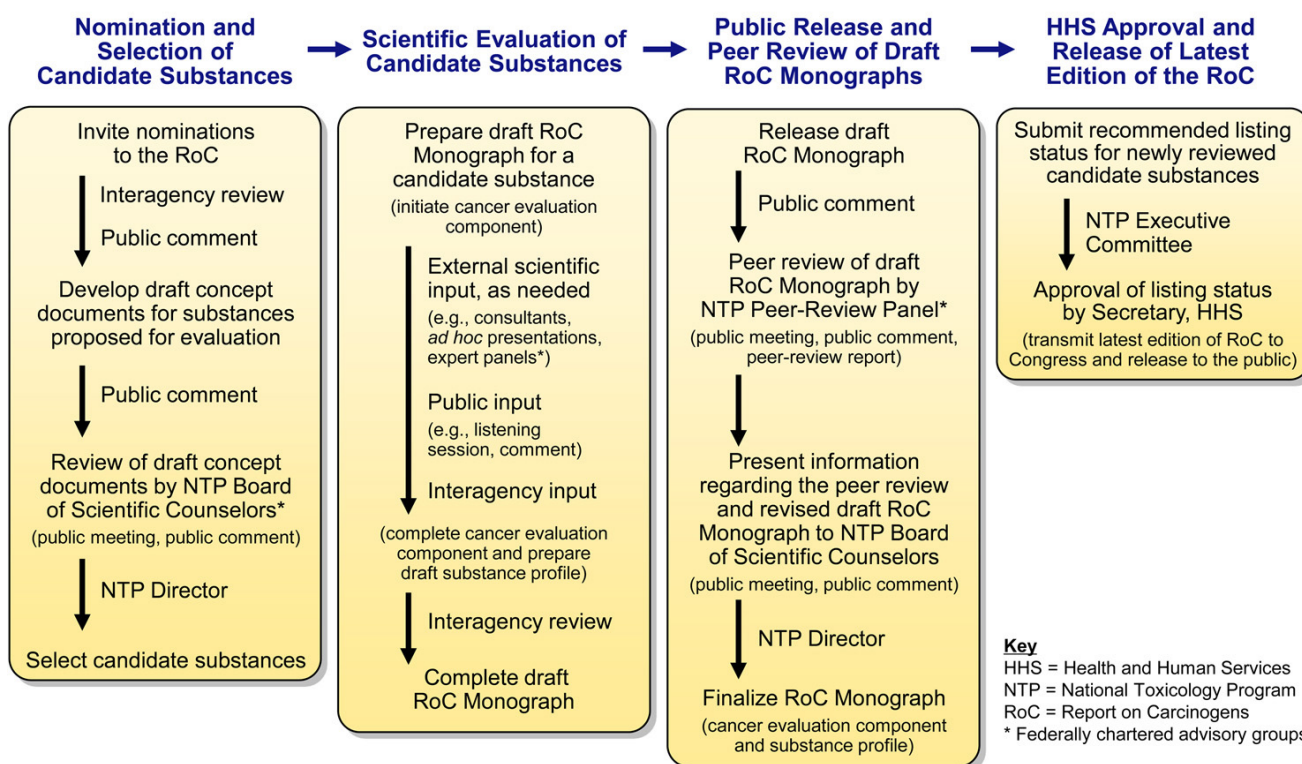 Nomination and
Selection of
Candidate Substances
Invite nominations
to the RoC
Interagency review
Public comment
Develop draft concept
documents for substances
proposed for evaluation
Public comment
Review of draft concept
documents by NTP Board
of Scientific Counselors*
(public meeting, public comment)
NTP Director
Select candidate substances
Scientific Evaluation of
Candidate Substances
Prepare draft RoC
Monograph for a
candidate substance
(initiate cancer evaluation
component)
External scientific
input, as needed
(e.g., consultants,
ad hoc presentations,
expert panels*)
Public input
(e.g., listening
session, comment)
Interagency input
(complete cancer evaluation
component and prepare
draft substance profile)
Interagency review
Complete draft
RoC Monograph
Public Release and
Peer Review of Draft
RoC Monographs
Release draft
RoC Monograph
Public comment
Peer review of draft
RoC Monograph by
NTP Peer-Review Panel*
(public meeting, public comment,
peer-review report)
Present information
regarding the peer review
and revised draft RoC
Monograph to NTP Board
of Scientific Counselors
(public meeting, public comment)
NTP Director
Finalize RoC Monograph
(cancer evaluation component
and substance profile)
HHS Approval and
Release of Latest
Edition of the RoC
Submit recommended listing
status for newly reviewed
candidate substances
NTP Executive
Committee
Approval of listing status
by Secretary, HHS
(transmit latest edition of RoC to
Congress and release to the public)
Key
HHS = Health and Human Services
NTP = National Toxicology Program
RoC = Report on Carcinogens
* Federally chartered advisory groups